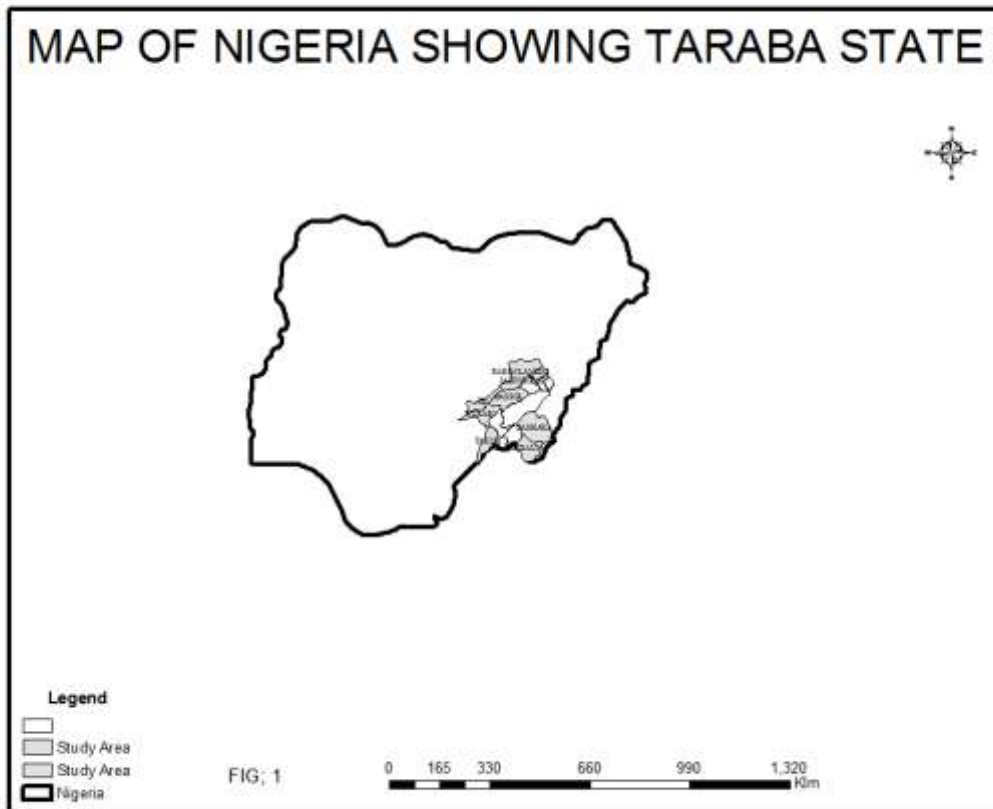 MAP OF NIGERIA SHOWING TARABA STATE
Legend
Study Area
Study Area
Nigeria
FIG; 1
0 165 330 660 990 1,320
Klm